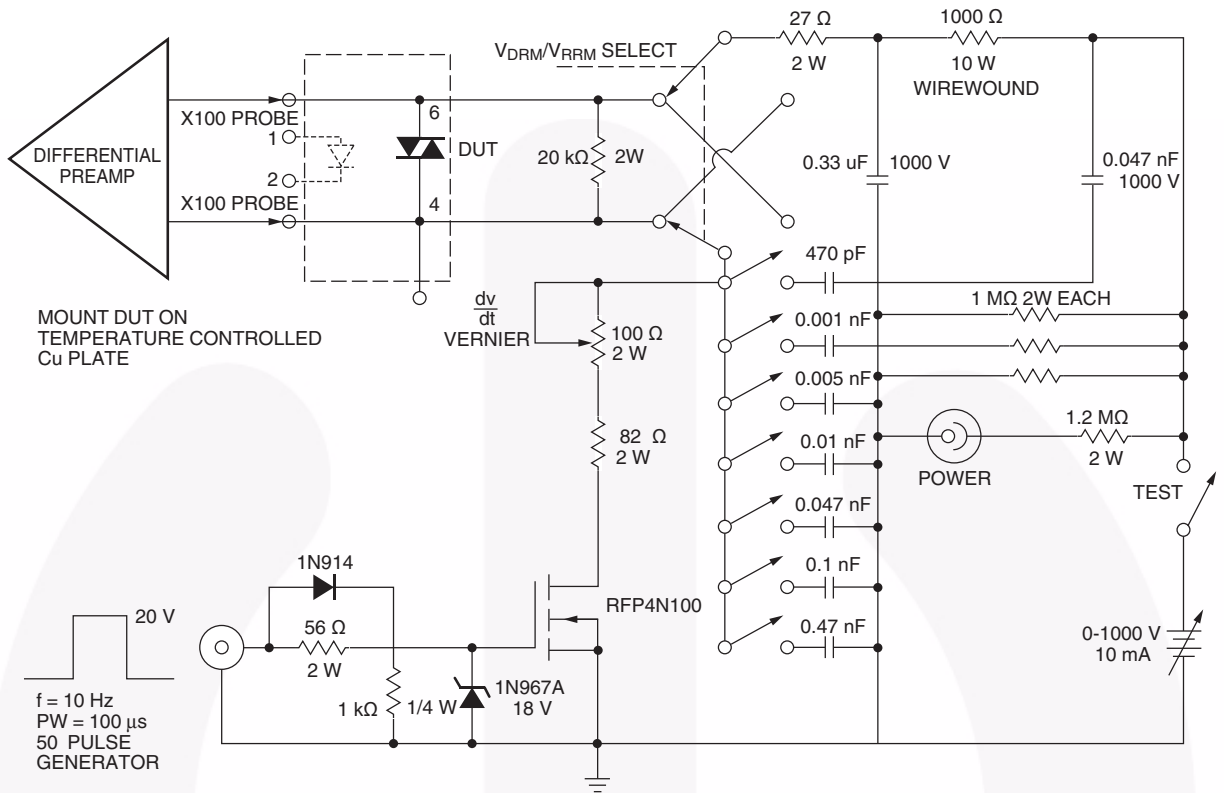 27 Ω
2 W
1000 Ω
10 W
WIREWOUND
V_DRM/V_RRM SELECT
X100 PROBE
1
2
X100 PROBE
DIFFERENTIAL
PREAMP
6
DUT
4
20 kΩ
2W
0.33 uF
1000 V
0.047 nF
1000 V
MOUNT DUT ON
TEMPERATURE CONTROLLED
Cu PLATE
dv
dt
VERNIER
100 Ω
2 W
82 Ω
2 W
470 pF
1 MΩ 2W EACH
0.001 nF
0.005 nF
0.01 nF
0.047 nF
0.1 nF
0.47 nF
POWER
1.2 MΩ
2 W
TEST
0-1000 V
10 mA
1N914
RFP4N100
20 V
56 Ω
2 W
1 kΩ
1/4 W
1N967A
18 V
f = 10 Hz
PW = 100 μs
50 PULSE
GENERATOR